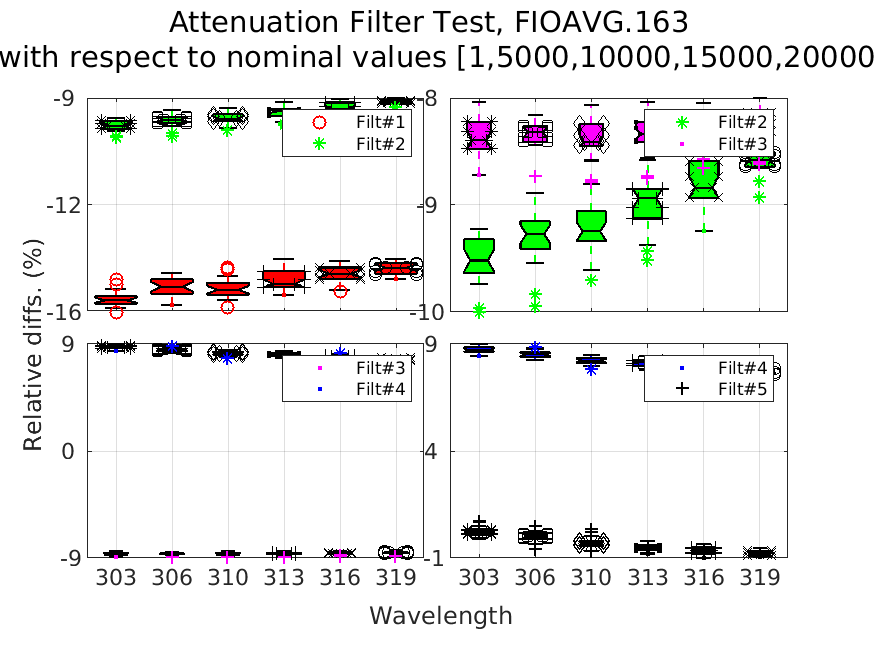 Attenuation Filter Test, FIOAVG.163
with respect to nominal values [1,5000,10000,15000,20000
-9
-12
-16
Filt#1
Filt#2
-8
-9
-10
Filt#2
Filt#3
Relative diffs. (%)
9
0
-9
Filt#3
Filt#4
303 306 310 313 316 319
9
4
-1
Filt#4
Filt#5
303 306 310 313 316 319
Wavelength